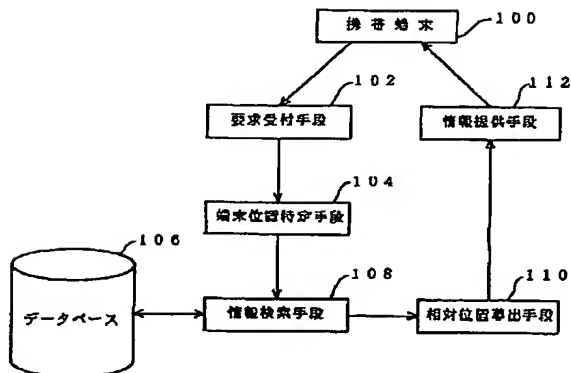 携帯端末
100
102
112
要求受付手段
情報提供手段
104
端末位置特定手段
106
108
110
データベース
情報検索手段
相対位置導出手段